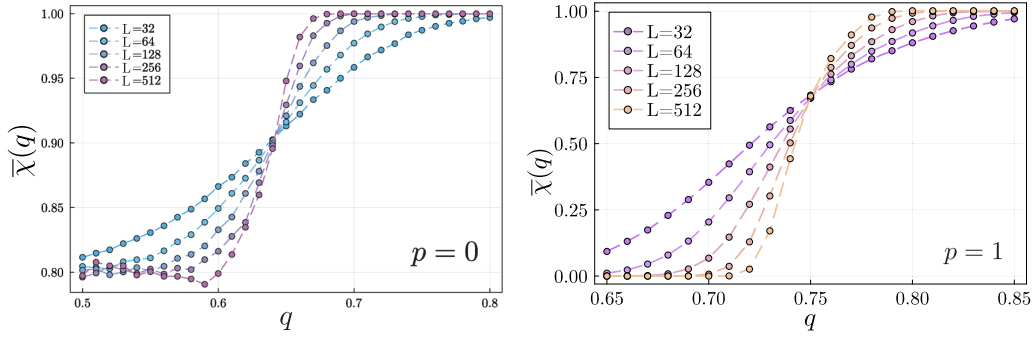 1.00
0.95
0.90
0.85
0.80
χ̅(q)
L=32
L=64
L=128
L=256
L=512
p = 0
0.5
0.6
0.7
0.8
q
1.00
0.75
0.50
0.25
0.00
χ̅(q)
L=32
L=64
L=128
L=256
L=512
p = 1
0.65
0.70
0.75
0.80
0.85
q